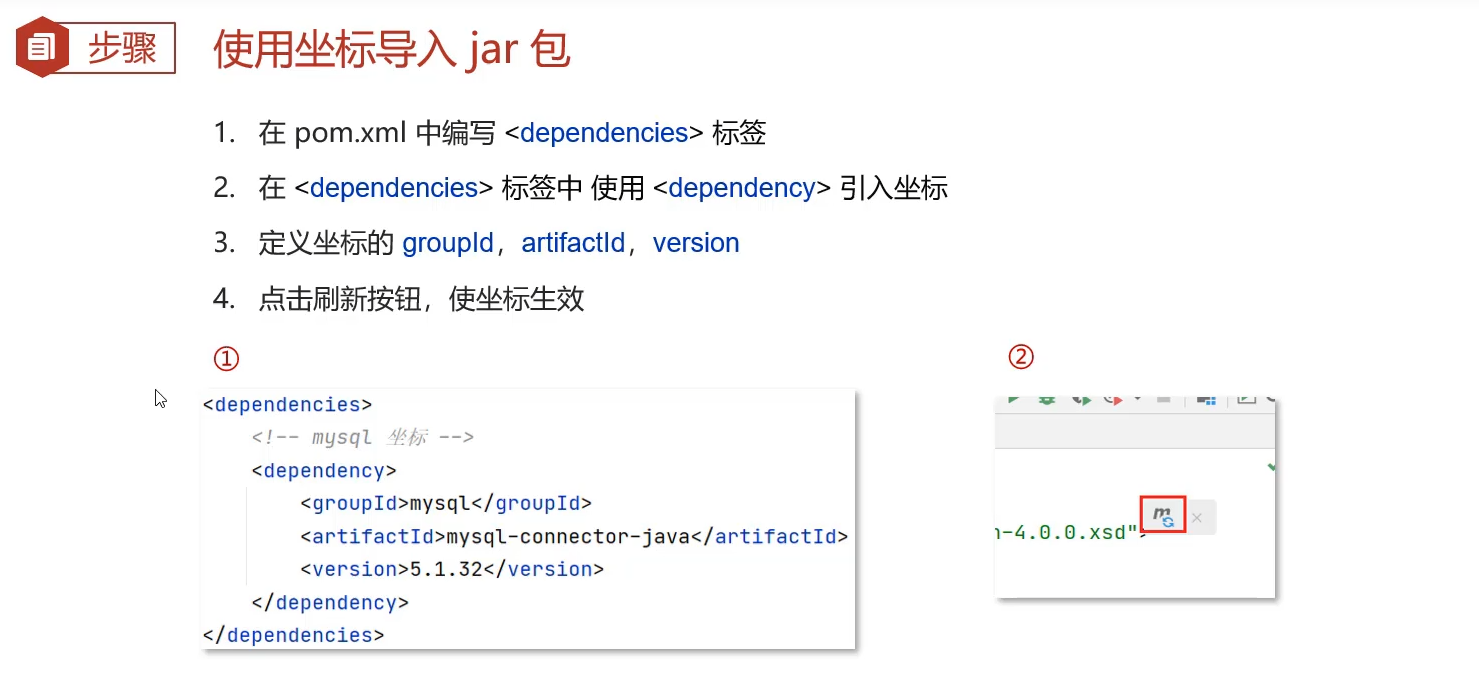 步骤
使用坐标导入 jar 包
1. 在 pom.xml 中编写 <dependencies> 标签
2. 在 <dependencies> 标签中 使用 <dependency> 引入坐标
3. 定义坐标的 groupId，artifactId，version
4. 点击刷新按钮，使坐标生效
①
②
<dependencies>
<!-- mysql 坐标 -->
<dependency>
<groupId>mysql</groupId>
<artifactId>mysql-connector-java</artifactId>
<version>5.1.32</version>
</dependency>
</dependencies>
m
-4.0.0.xsd">